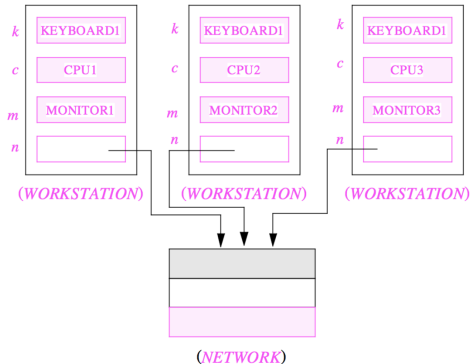 k KEYBOARD1 k KEYBOARD1 k KEYBOARD1
c CPU1 c CPU2 c CPU3
m MONITOR1 m MONITOR2 m MONITOR3
n n n
(WORKSTATION) (WORKSTATION) (WORKSTATION)
(NETWORK)